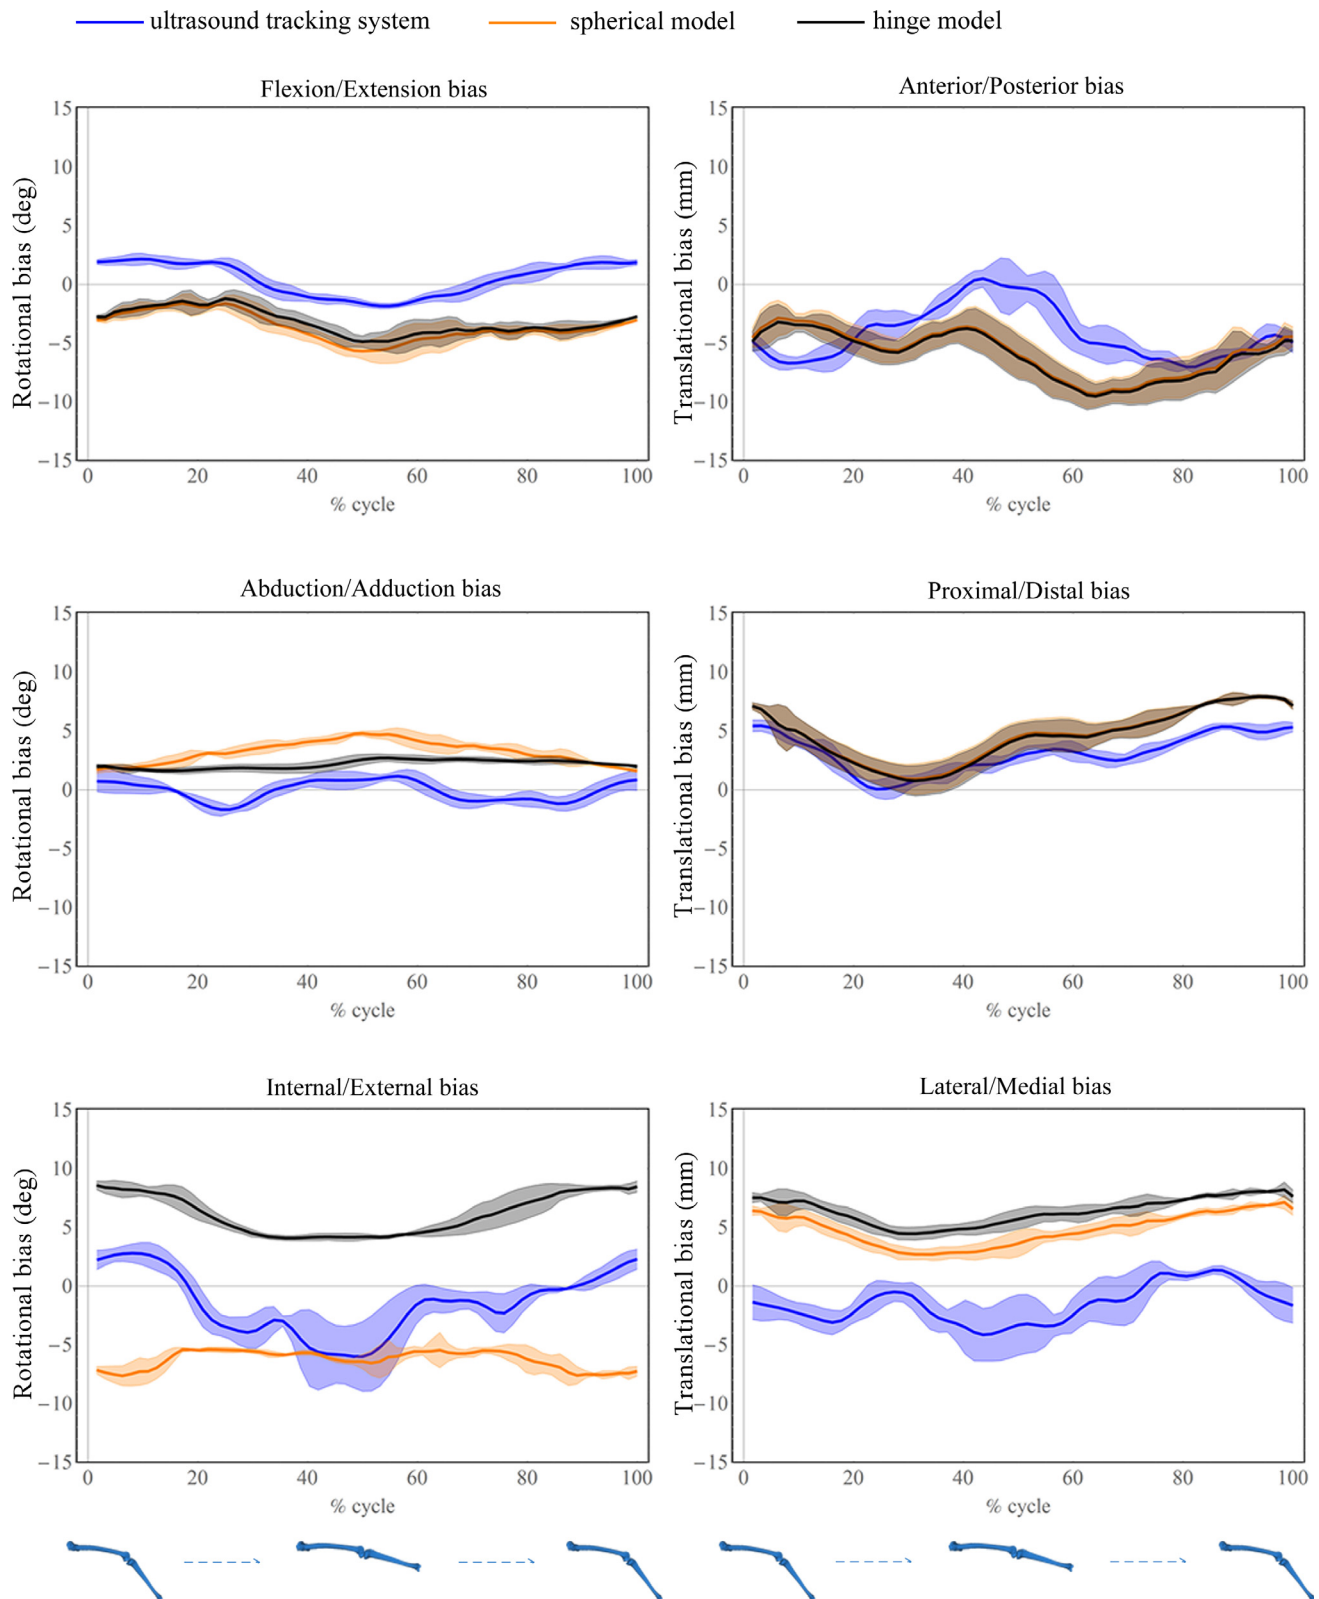 ultrasound tracking system spherical model hinge model
Flexion/Extension bias
Rotational bias (deg)
15
10
5
0
−5
−10
−15
0 20 40 60 80 100
% cycle
Anterior/Posterior bias
Translational bias (mm)
15
10
5
0
−5
−10
−15
0 20 40 60 80 100
% cycle
Abduction/Adduction bias
Rotational bias (deg)
15
10
5
0
−5
−10
−15
0 20 40 60 80 100
% cycle
Proximal/Distal bias
Translational bias (mm)
15
10
5
0
−5
−10
−15
0 20 40 60 80 100
% cycle
Internal/External bias
Rotational bias (deg)
15
10
5
0
−5
−10
−15
0 20 40 60 80 100
% cycle
Lateral/Medial bias
Translational bias (mm)
15
10
5
0
−5
−10
−15
0 20 40 60 80 100
% cycle